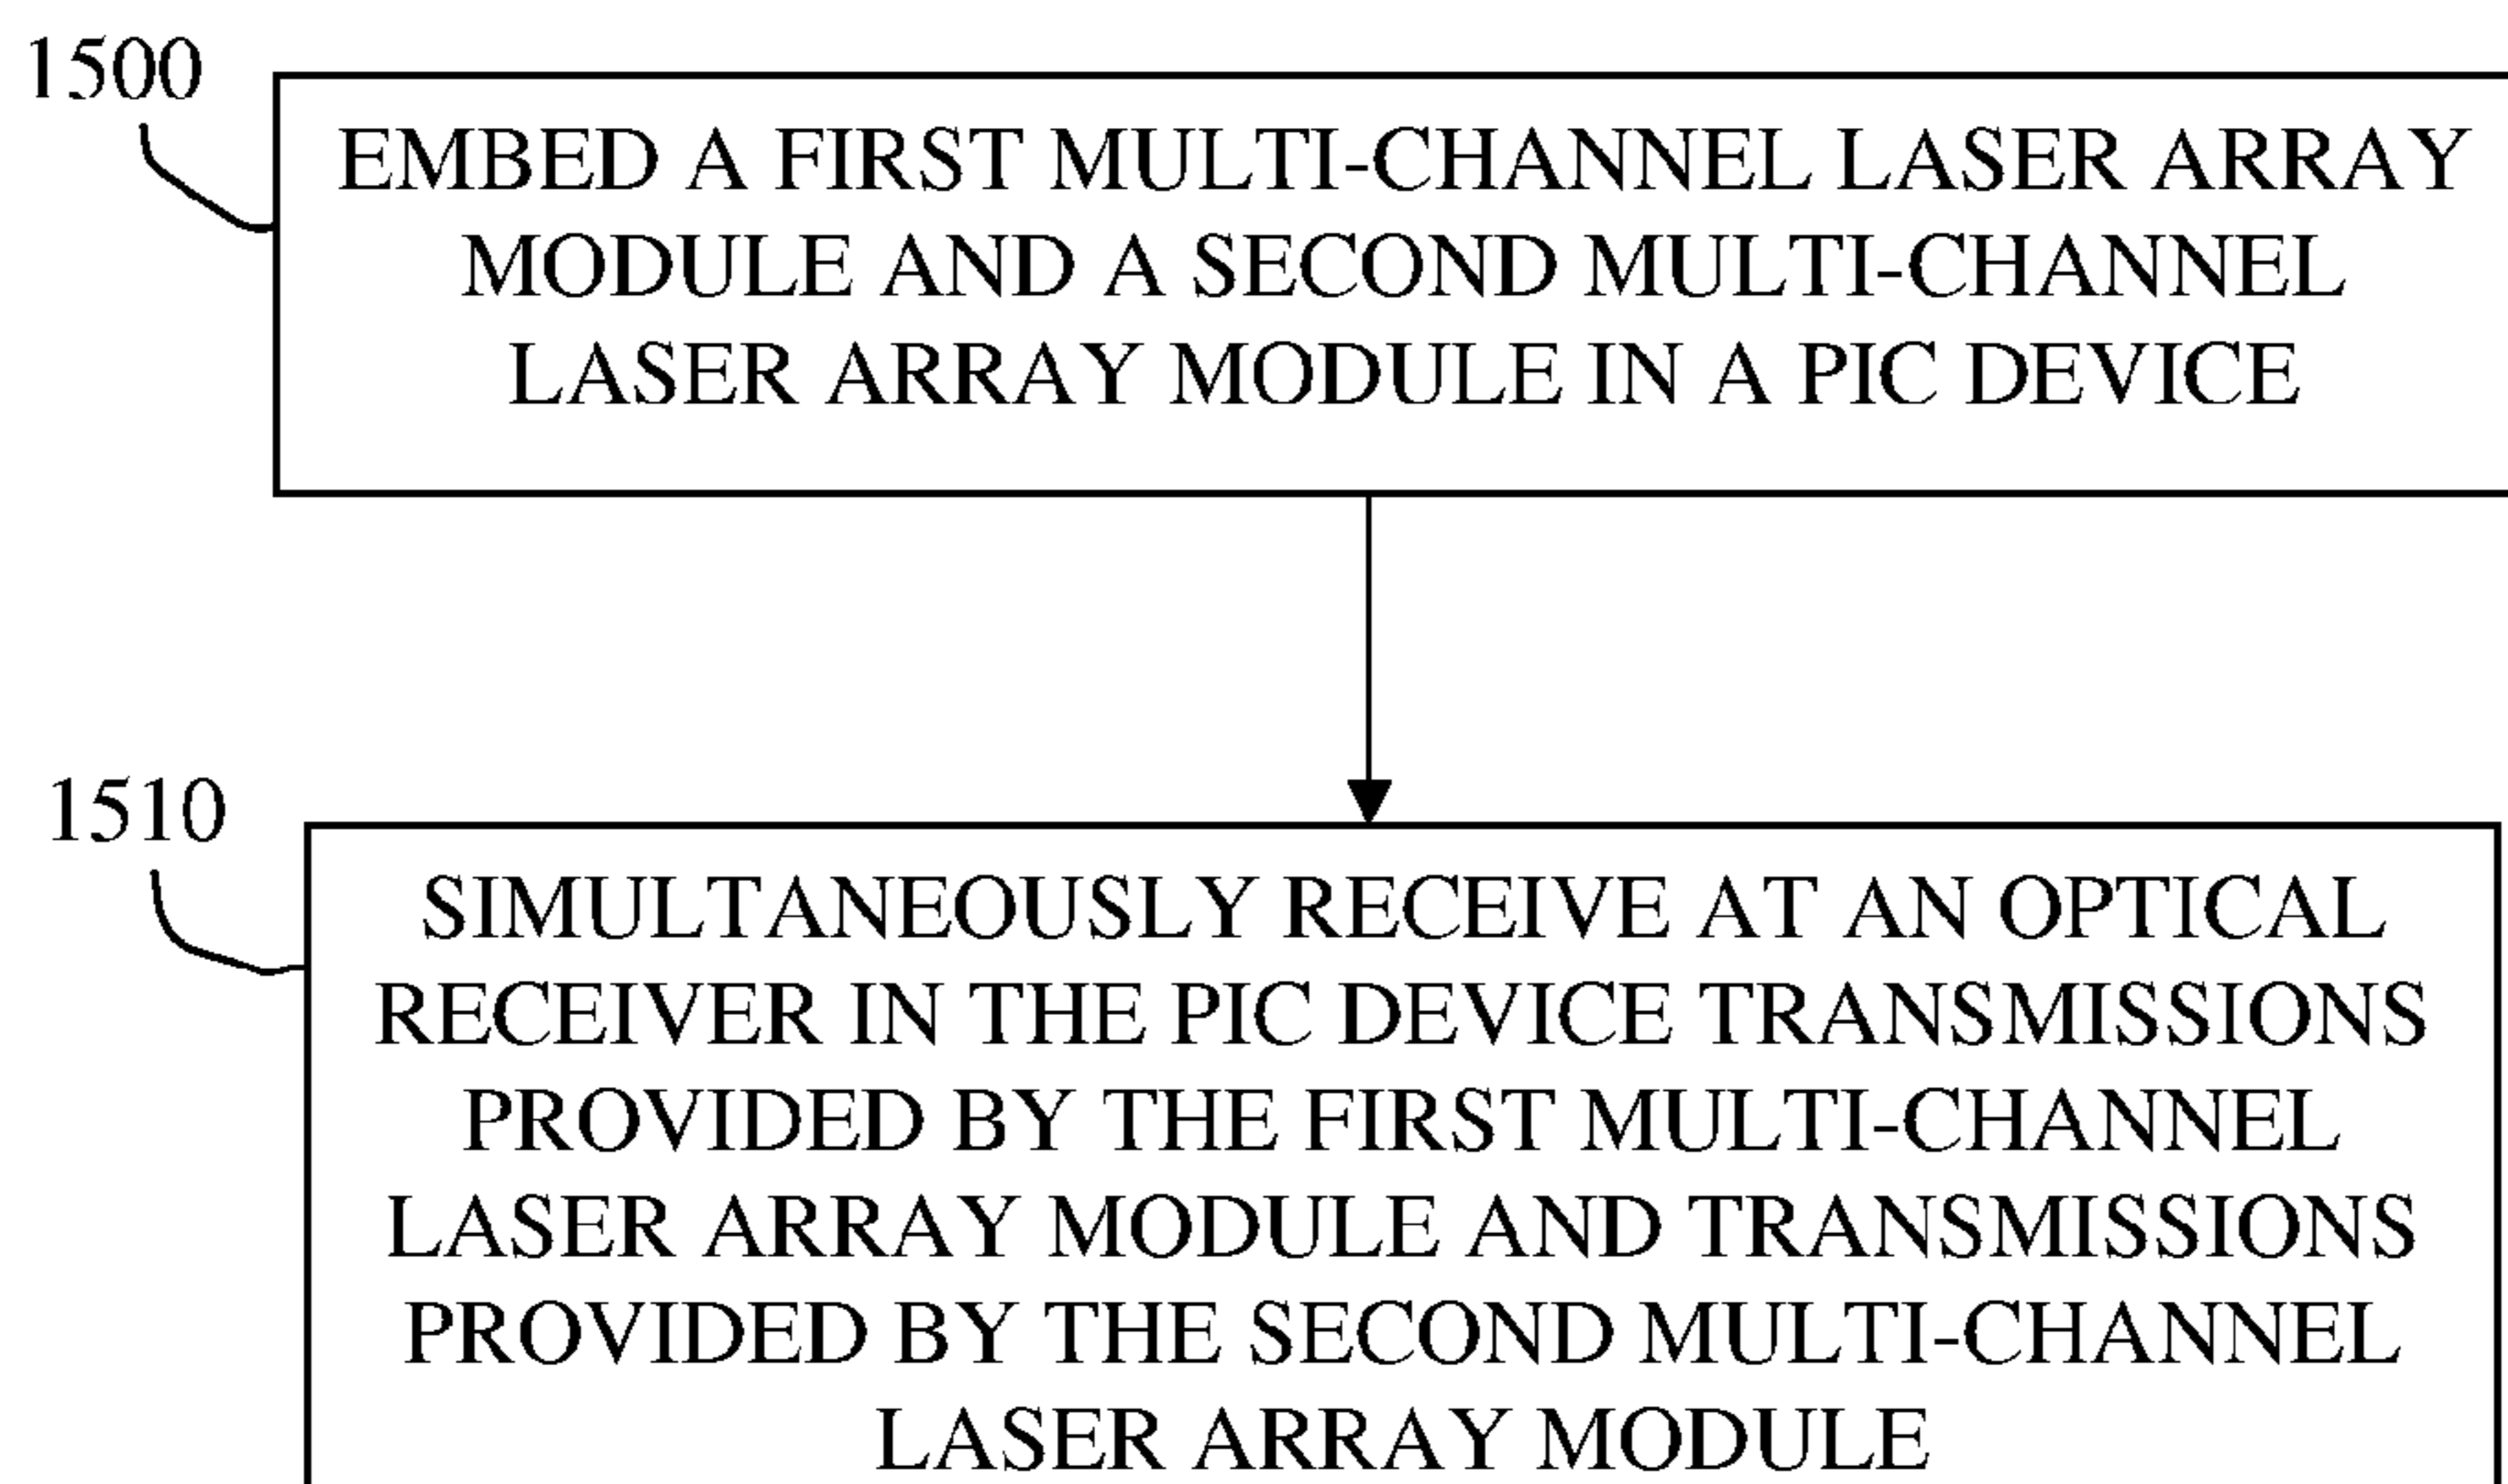 1500
EMBED A FIRST MULTI-CHANNEL LASER ARRAY
MODULE AND A SECOND MULTI-CHANNEL
LASER ARRAY MODULE IN A PIC DEVICE
1510
SIMULTANEOUSLY RECEIVE AT AN OPTICAL
RECEIVER IN THE PIC DEVICE TRANSMISSIONS
PROVIDED BY THE FIRST MULTI-CHANNEL
LASER ARRAY MODULE AND TRANSMISSIONS
PROVIDED BY THE SECOND MULTI-CHANNEL
LASER ARRAY MODULE